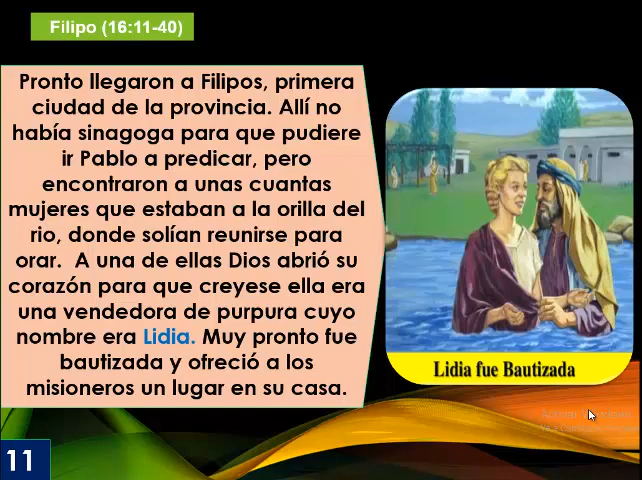 Filipo (16:11-40)
Pronto llegaron a Filipos, primera
ciudad de la provincia. Allí no
había sinagoga para que pudiere
ir Pablo a predicar, pero
encontraron a unas cuantas
mujeres que estaban a la orilla del
rio, donde solían reunirse para
orar. A una de ellas Dios abrió su
corazón para que creyese ella era
una vendedora de purpura cuyo
nombre era Lidia. Muy pronto fue
bautizada y ofreció a los
misioneros un lugar en su casa.
Lidia fue Bautizada
11